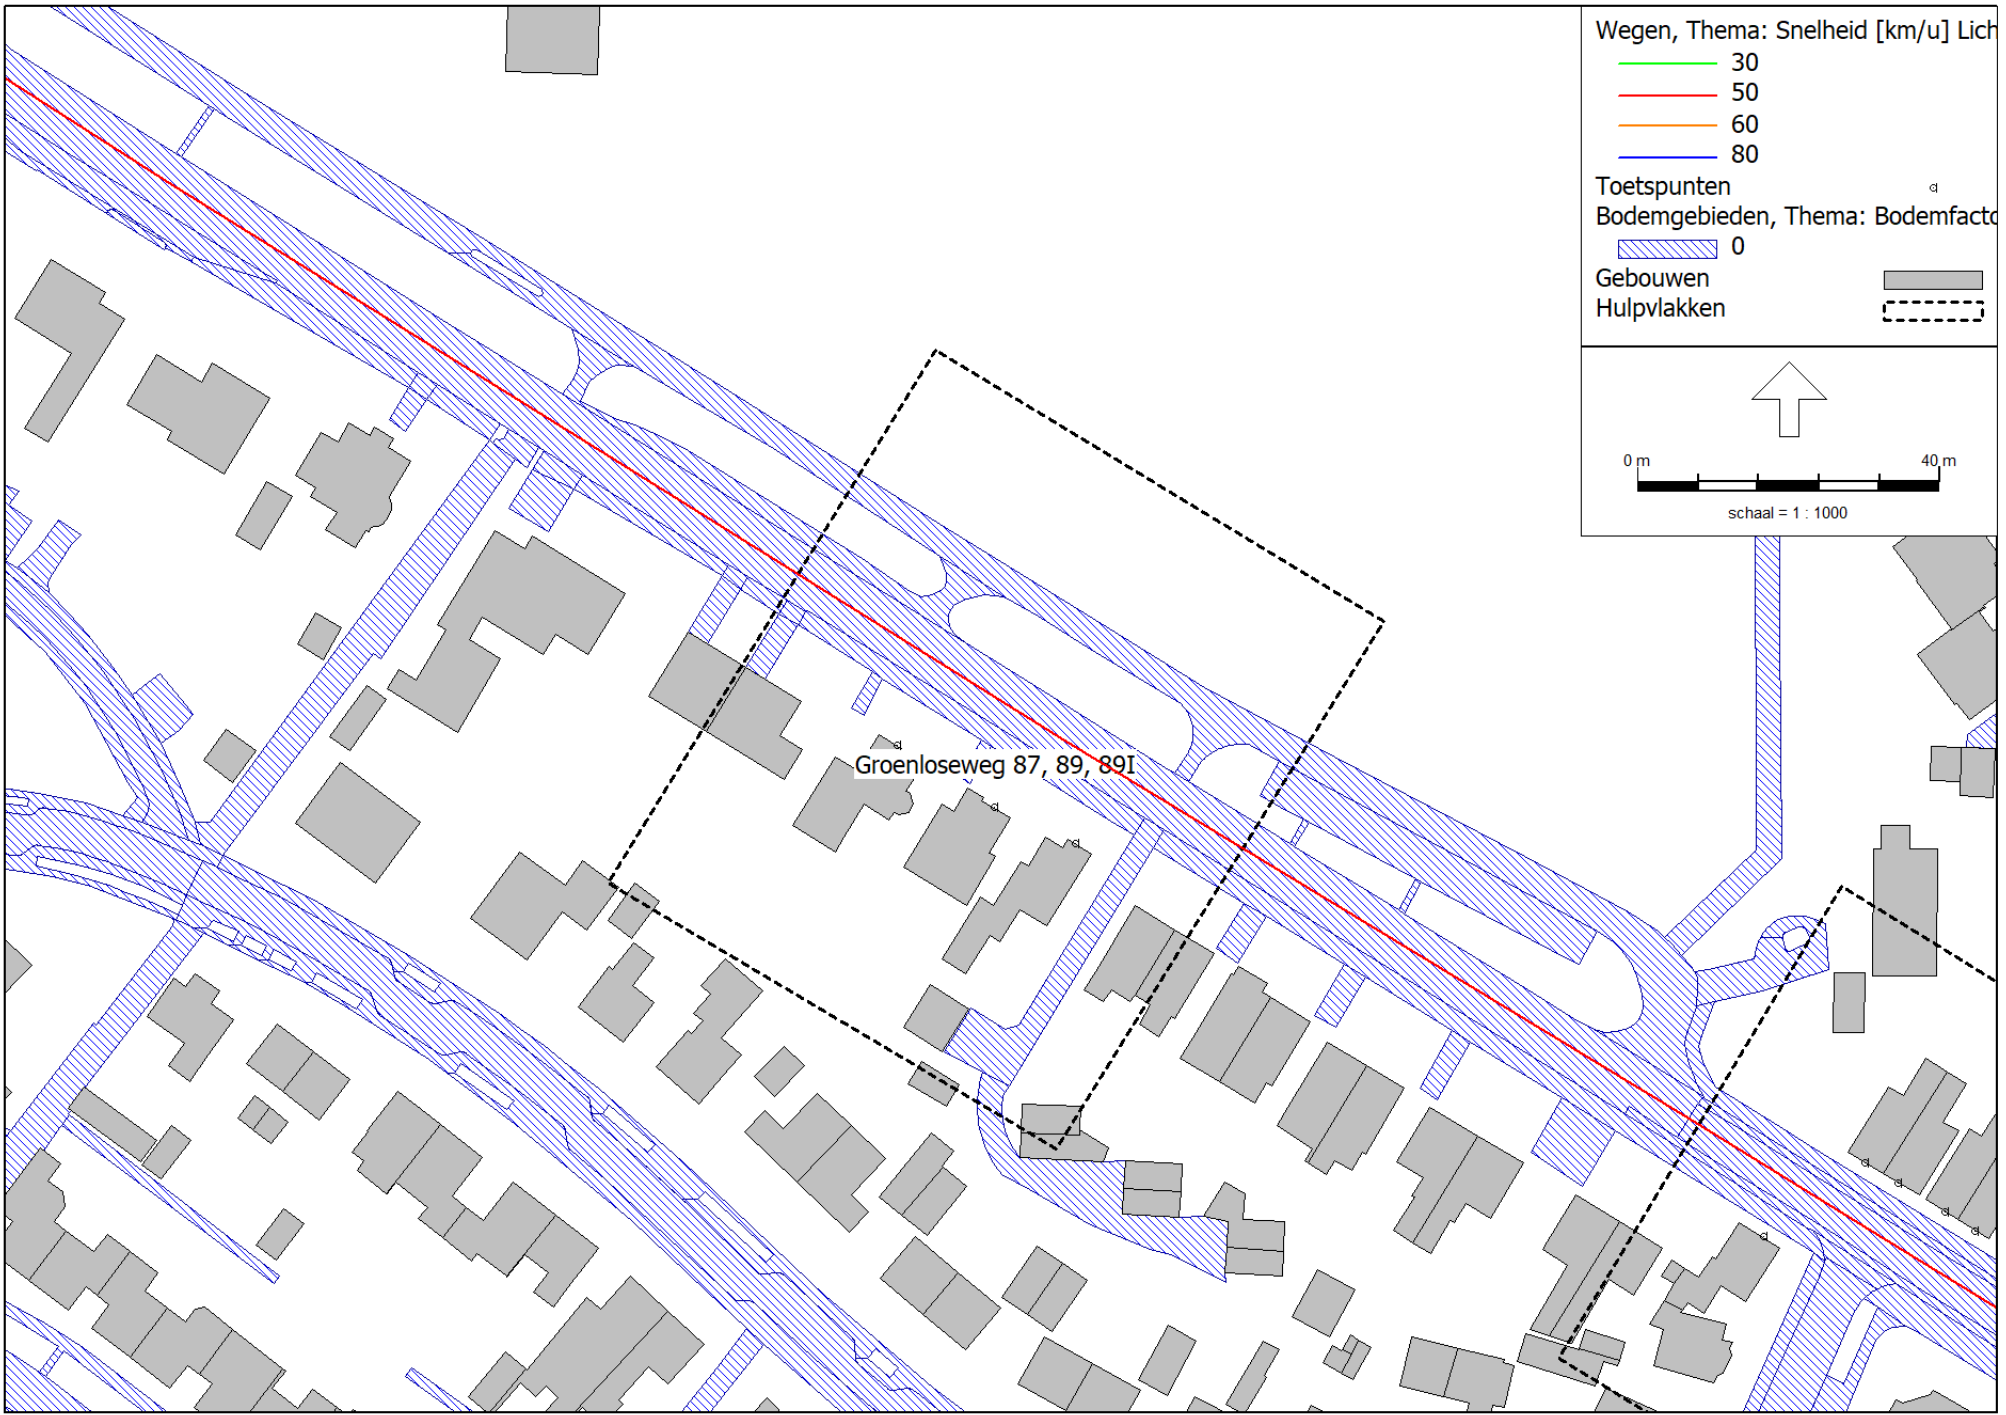 Wegen, Thema: Snelheid [km/u] Lich
30
50
60
80
Toetspunten
Bodemgebieden, Thema: Bodemfacto
0
Gebouwen
Hulpvlakken
0 m 40 m
schaal = 1 : 1000
Groenloseweg 87, 89, 89I